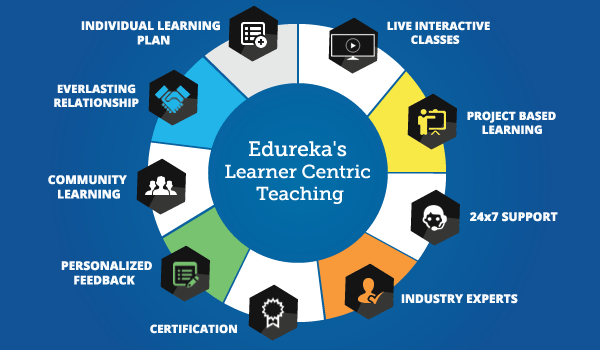 INDIVIDUAL LEARNING
PLAN
LIVE INTERACTIVE
CLASSES
EVERLASTING
RELATIONSHIP
PROJECT BASED
LEARNING
Edureka's
Learner Centric
Teaching
COMMUNITY
LEARNING
24x7 SUPPORT
PERSONALIZED
FEEDBACK
INDUSTRY EXPERTS
CERTIFICATION